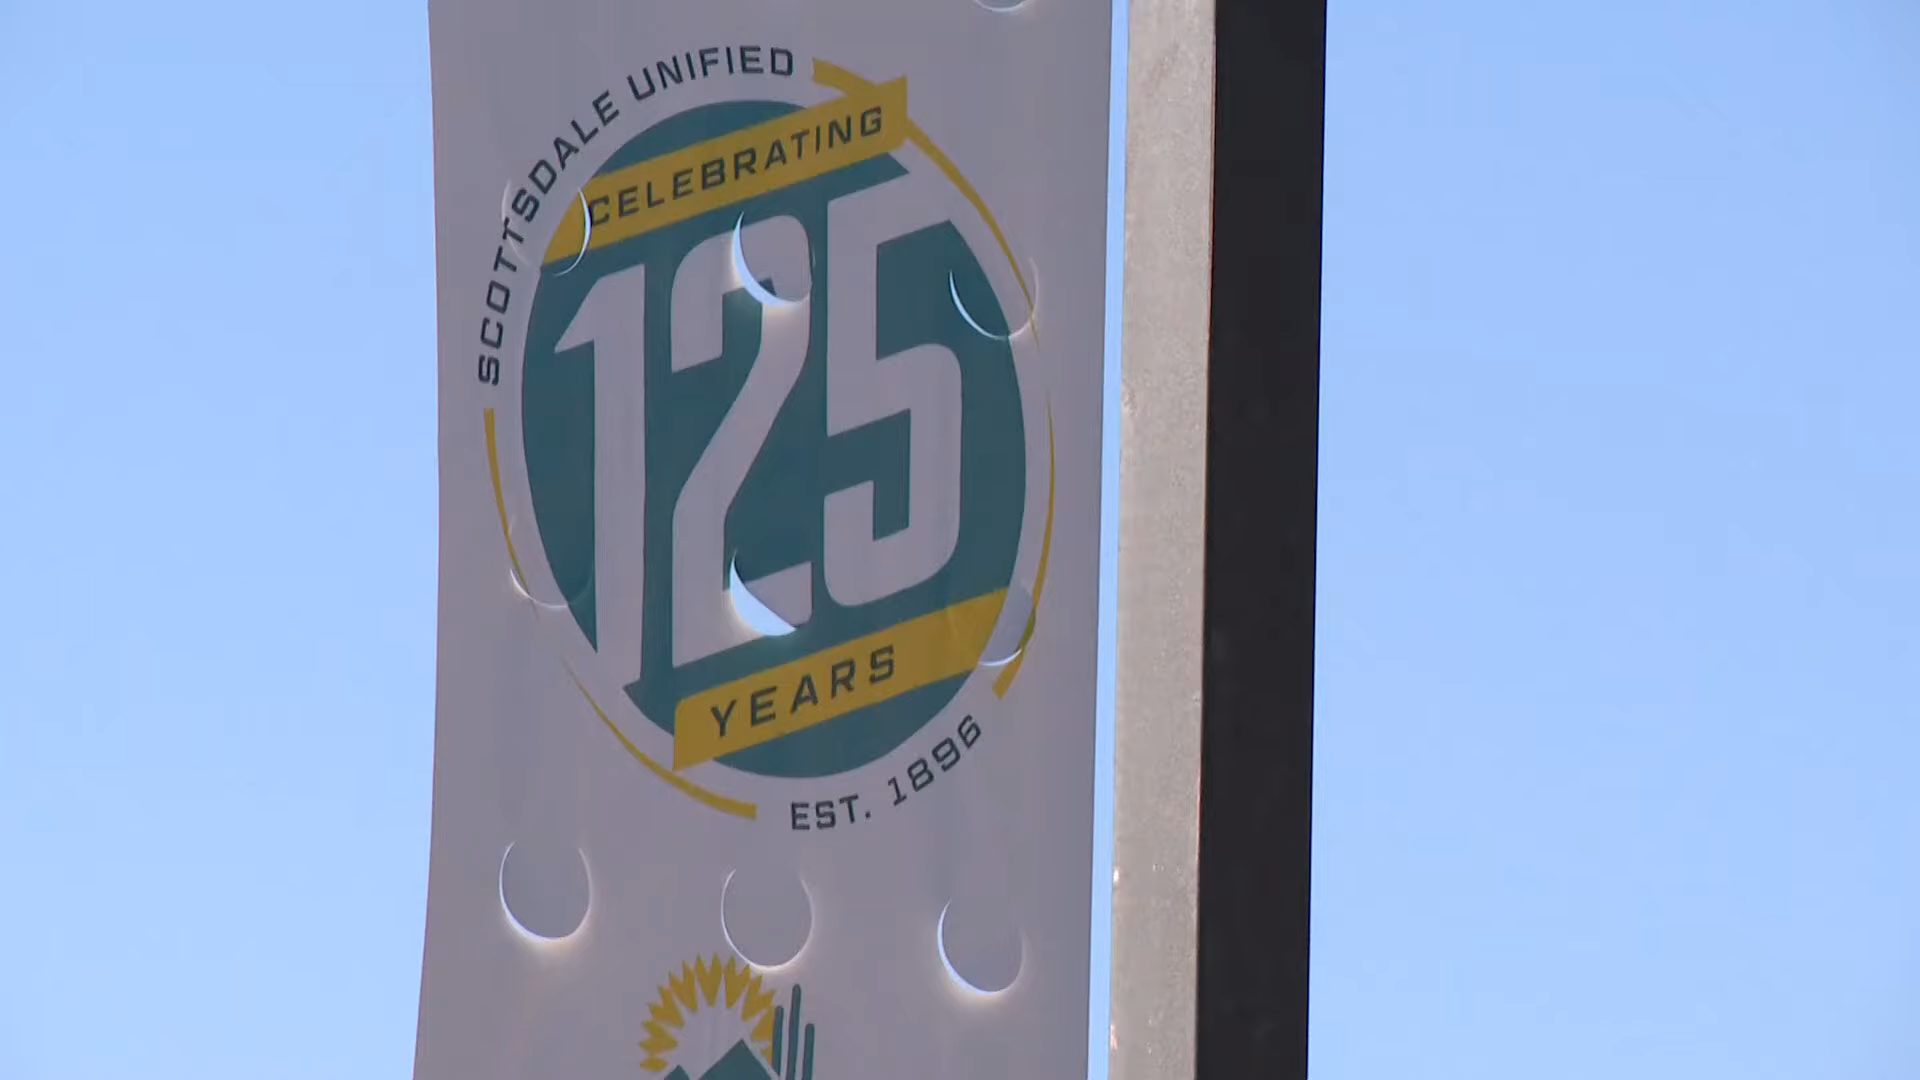 SCOTTSDALE UNIFIED
CELEBRATING
125
YEARS
EST. 1896